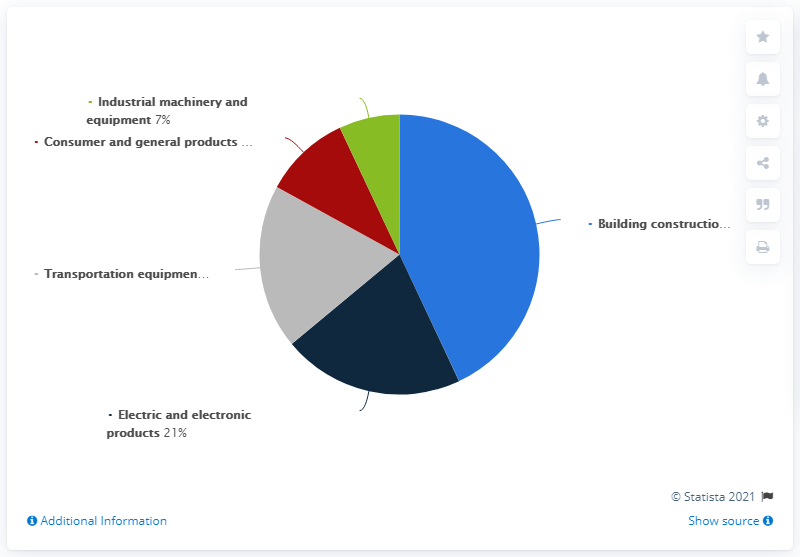 - Industrial machinery and
equipment 7%
- Consumer and general products ...
- Building constructio...
- Transportation equipmen...
- Electric and electronic
products 21%
© Statista 2021
Additional Information
Show source